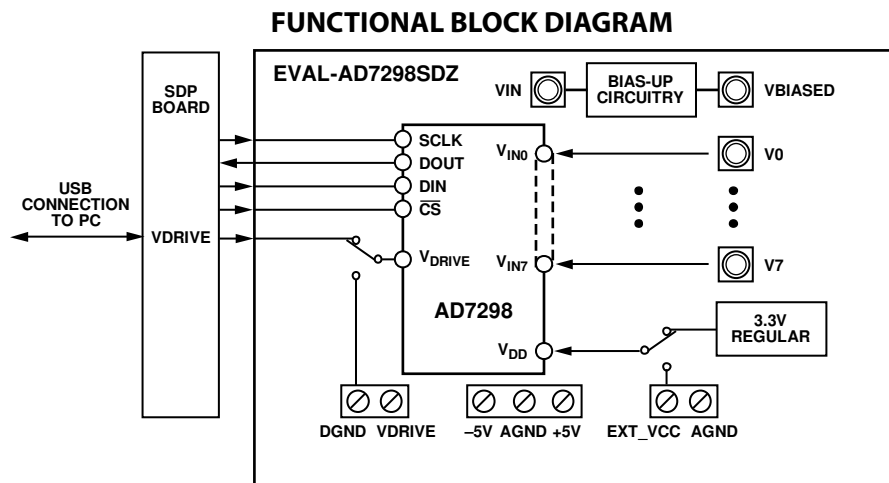 FUNCTIONAL BLOCK DIAGRAM
EVAL-AD7298SDZ
SDP
BOARD
VIN
BIAS-UP
CIRCUITRY
VBIASED
SCLK
DOUT
DIN
CS
VIN0
V0
USB
CONNECTION
TO PC
VDRIVE
VDRIVE
VIN7
V7
AD7298
VDD
3.3V
REGULAR
DGND VDRIVE
–5V AGND +5V
EXT_VCC AGND